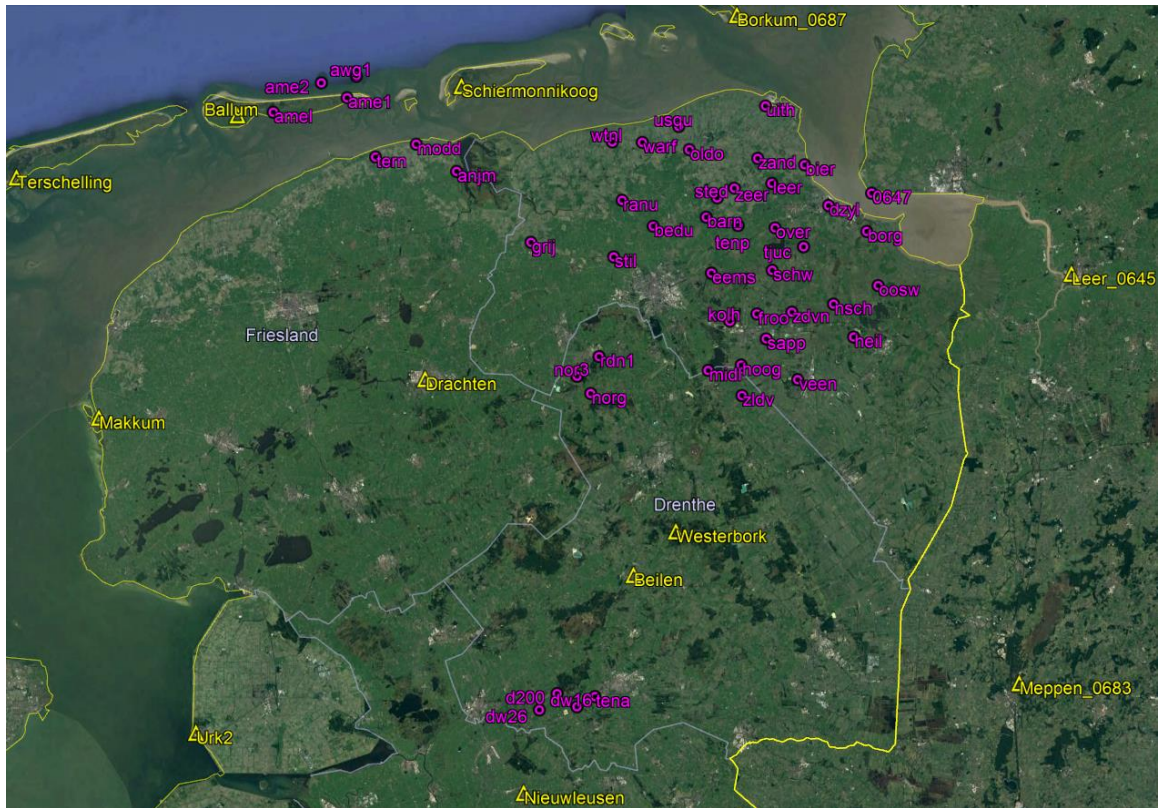 Borkum_0687
awg1
ame2
Schiermonnikoog
ame1
Ballum
amel
uith
usgu
wtgl
warf
modd
oldo
tern
zand
bier
anjm
Terschelling
leer
sted
zeer
0647
ranu
dzyl
barn
bedu
tenp
over
borg
grij
tjuc
stil
eems
schw
Leer_0645
oosw
hsch
kolh
froo
zdvn
Friesland
sapp
heil
rdn1
nor3
midl
hoog
veen
Drachten
norg
zldv
Makkum
Drenthe
Westerbork
Beilen
Meppen_0683
d200
dw16
tena
dw26
Urk2
Nieuwleusen